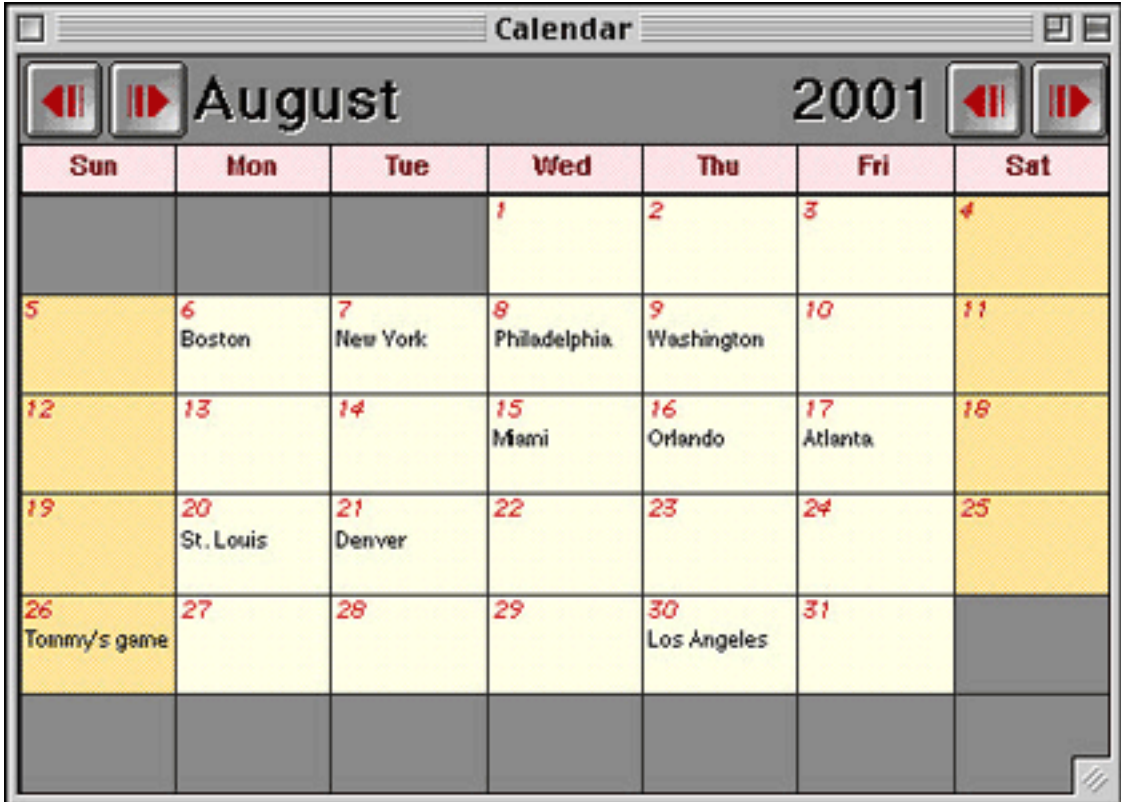 Calendar
August 2001
Sun Mon Tue Wed Thu Fri Sat
1 2 3 4
5 6 7 8 9 10 11
Boston New York Philadelphia Washington
12 13 14 15 16 17 18
Miami Orlando Atlanta
19 20 21 22 23 24 25
St. Louis Denver
26 27 28 29 30 31
Tommy's game Los Angeles